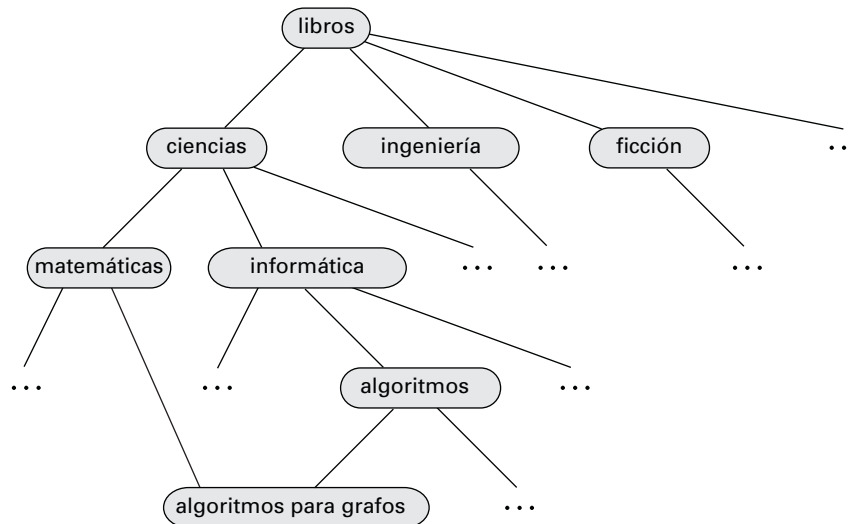 libros
ciencias
ingeniería
ficción
..
matemáticas
informática
...
...
...
...
...
algoritmos
...
algoritmos para grafos
...